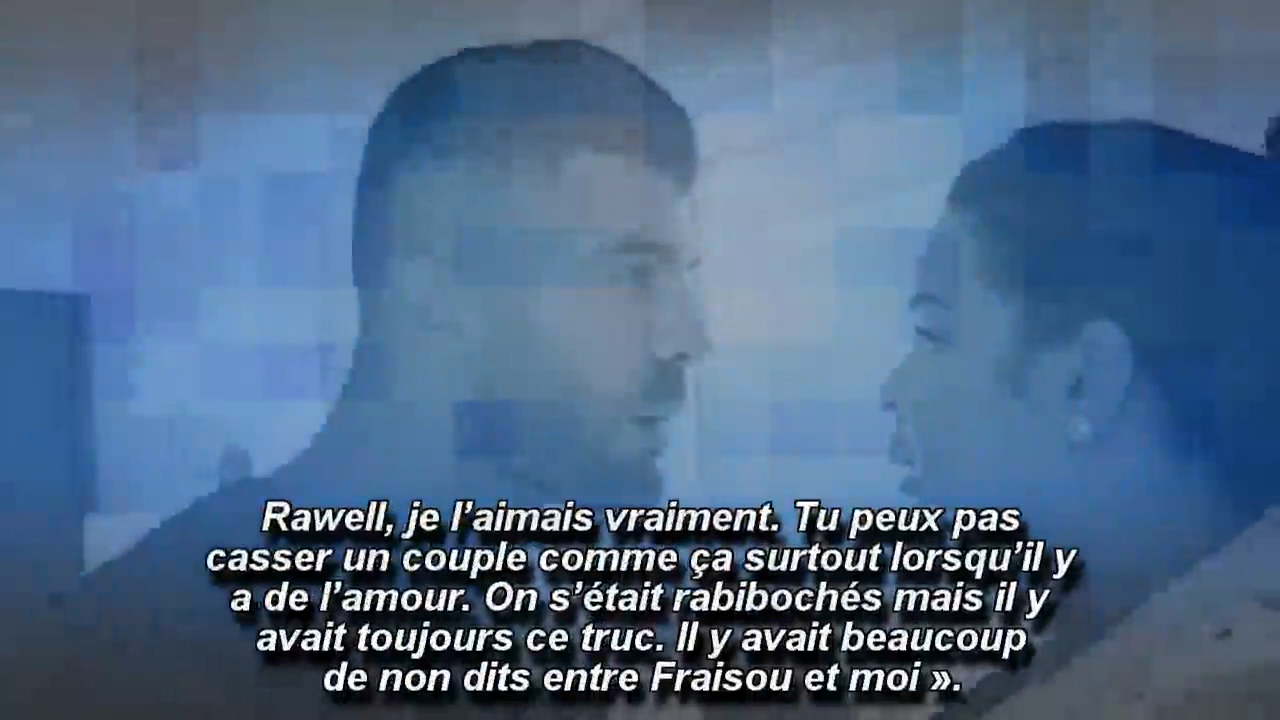 Rawell, je l’aimais vraiment. Tu peux pas
casser un couple comme ça surtout lorsqu’il y
a de l’amour. On s’était rabibochés mais il y
avait toujours ce truc. Il y avait beaucoup
de non dits entre Fraisou et moi ».